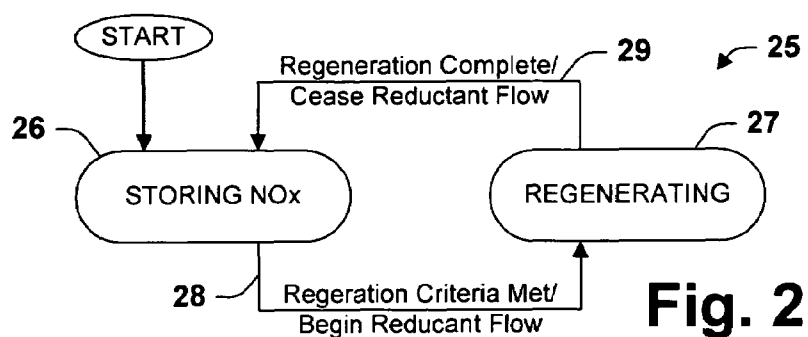 START
Regeneration Complete/
Cease Reductant Flow
29
25
26
27
STORING NOx
REGENERATING
28
Regeration Criteria Met/
Begin Reducant Flow
Fig. 2